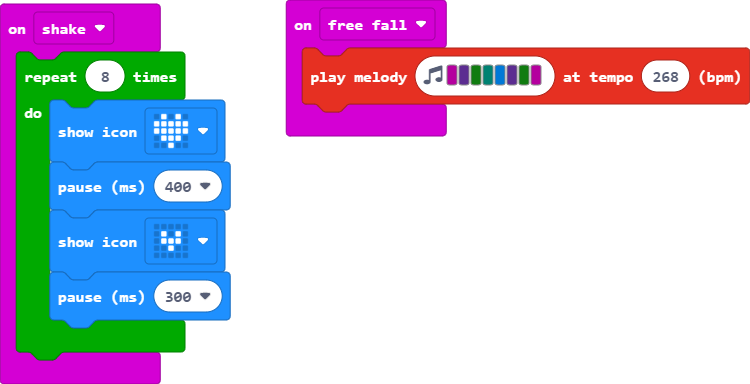 on shake
repeat 8 times
do
show icon
pause (ms) 400
show icon
pause (ms) 300
on free fall
play melody at tempo 268 (bpm)